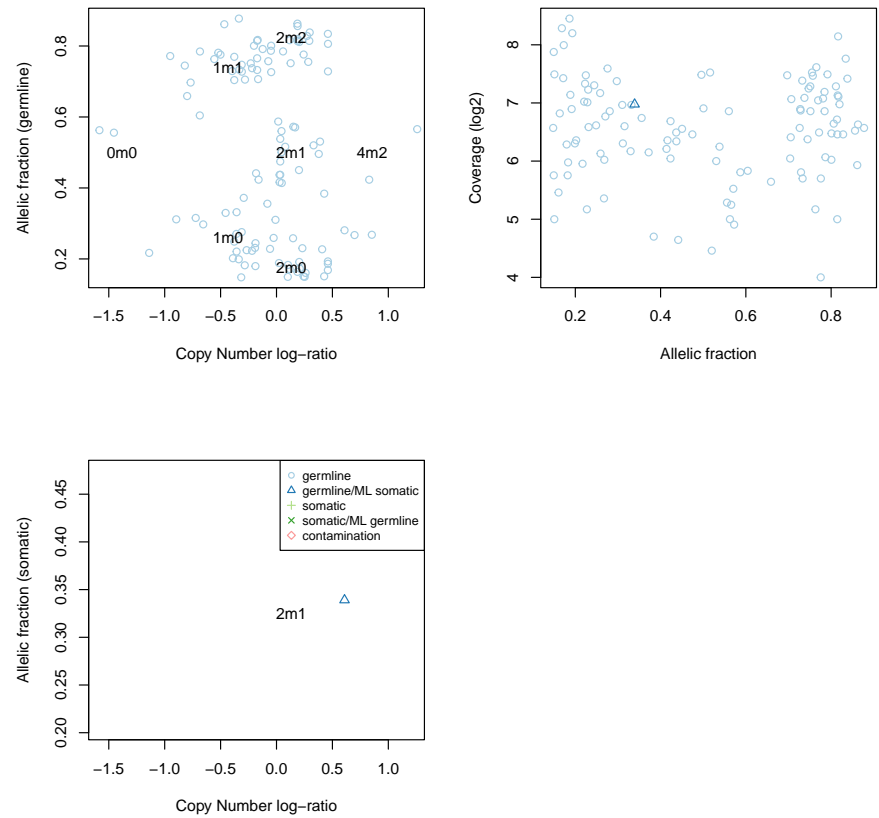 Allelic fraction (germline)
0.2 0.4 0.6 0.8
2m2
1m1
0m0
2m1
4m2
1m0
2m0
−1.5 −1.0 −0.5 0.0 0.5 1.0
Copy Number log−ratio
Coverage (log2)
4 5 6 7 8
0.2 0.4 0.6 0.8
Allelic fraction
Allelic fraction (somatic)
0.20 0.25 0.30 0.35 0.40 0.45
germline
germline/ML somatic
somatic
somatic/ML germline
contamination
2m1
−1.5 −1.0 −0.5 0.0 0.5 1.0
Copy Number log−ratio